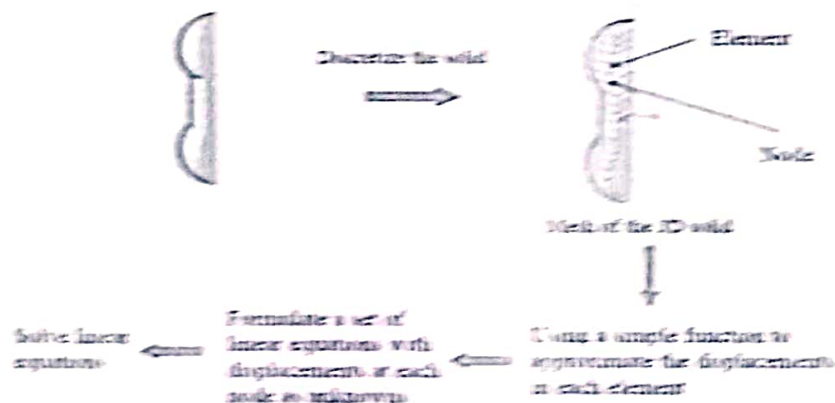 Discretize the solid
Element
Node
Mesh of the 2D solid
Using a simple function to
approximate the displacements
in each element
Formulate a set of
linear equations with
displacements at each
node as unknowns
Solve linear
equations